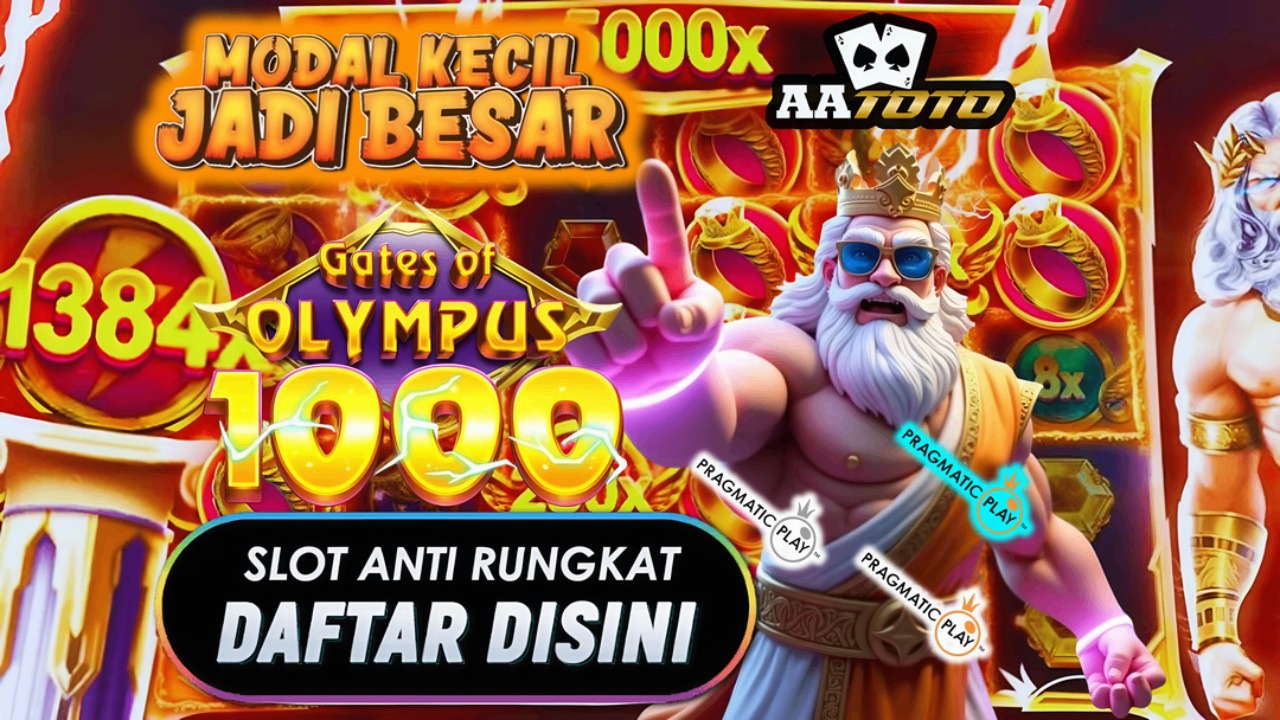 MODAL KECIL
JADI BESAR
5000x
AATOTO
1384x
Gates of
OLYMPUS
1000
8x
PRAGMATIC PLAY
PRAGMATIC PLAY
PRAGMATIC PLAY
SLOT ANTI RUNGKAT
DAFTAR DISINI